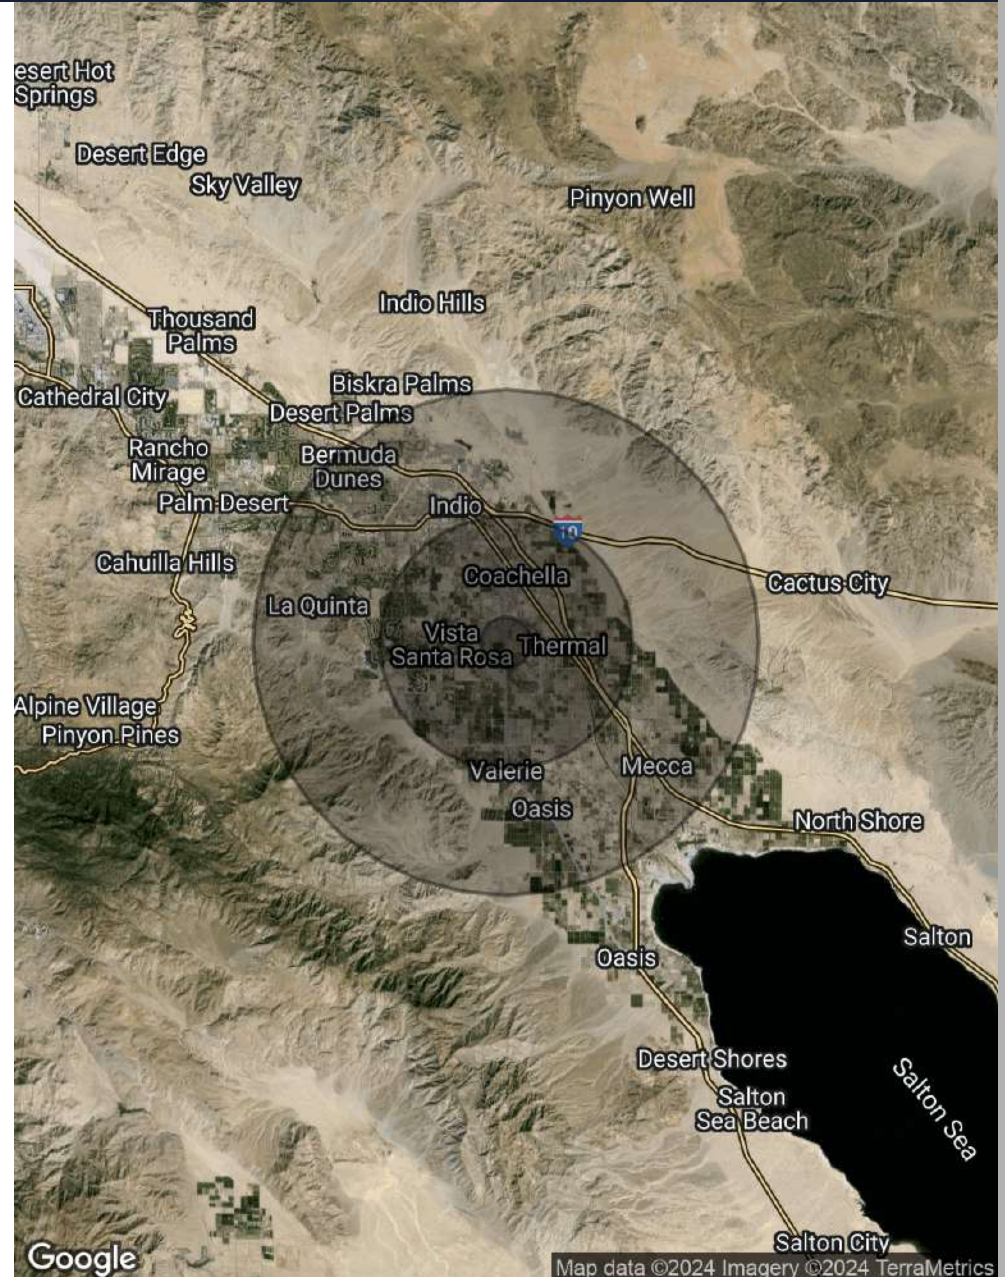 esert Hot
Springs
Desert Edge
Sky Valley
Pinyon Well
Indio Hills
Thousand
Palms
Biskra Palms
Cathedral City
Desert Palms
Rancho
Mirage
Bermuda
Dunes
Palm Desert
Indio
10
Cahuilla Hills
Coachella
Cactus City
La Quinta
Vista
Santa Rosa
Thermal
Alpine Village
Pinyon Pines
Valerie
Mecca
Oasis
North Shore
Salton
Oasis
Desert Shores
Salton
Sea Beach
Salton Sea
Salton City
Google
Map data ©2024 Imagery ©2024 TerraMetrics